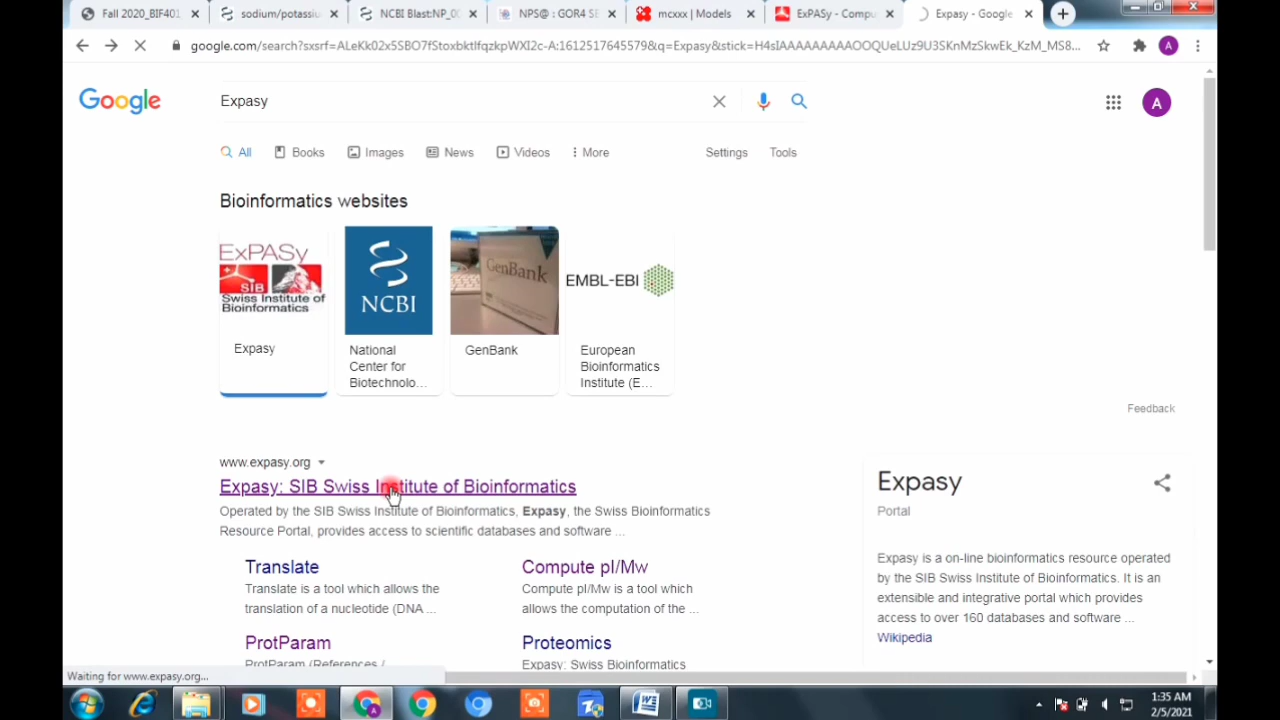 Fall 2020_BIF401
sodium/potassiu
NCBI Blast:NP_00
NPS@ : GOR4 SE
mcxxx | Models
ExPASy - Compu
Expasy - Google
google.com/search?sxsrf=ALeKk02x5SBO7fStoxbktlfqzkpWXI2c-A:1612517645579&q=Expasy&stick=H4sIAAAAAAAAAOOQUeLUz9U3SKnMzSkwEk_KzM_MS8...
A
Google
Expasy
A
All
Books
Images
News
Videos
More
Settings
Tools
Bioinformatics websites
ExPASy
SIB
Swiss Institute of
Bioinformatics
NCBI
GenBank
EMBL-EBI
Expasy
National
Center for
Biotechnolo...
GenBank
European
Bioinformatics
Institute (E...
Feedback
www.expasy.org
Expasy: SIB Swiss Institute of Bioinformatics
Operated by the SIB Swiss Institute of Bioinformatics, Expasy, the Swiss Bioinformatics
Resource Portal, provides access to scientific databases and software ...
Translate
Translate is a tool which allows the
translation of a nucleotide (DNA ...
Compute pI/Mw
Compute pI/Mw is a tool which
allows the computation of the ...
ProtParam
ProtParam (References /
Proteomics
Expasy: Swiss Bioinformatics
Expasy
Portal
Expasy is a on-line bioinformatics resource operated
by the SIB Swiss Institute of Bioinformatics. It is an
extensible and integrative portal which provides
access to over 160 databases and software ...
Wikipedia
Waiting for www.expasy.org...
1:35 AM
2/5/2021